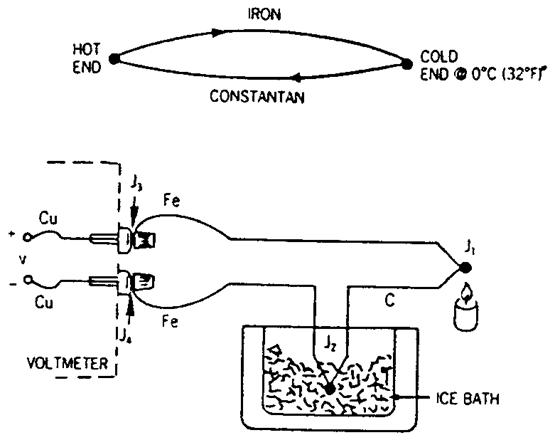 IRON
HOT
END
COLD
END @ 0°C (32°F)°
CONSTANTAN
J3
Fe
Cu
+
V
-
Cu
J4
Fe
VOLTMETER
J1
C
J2
ICE BATH